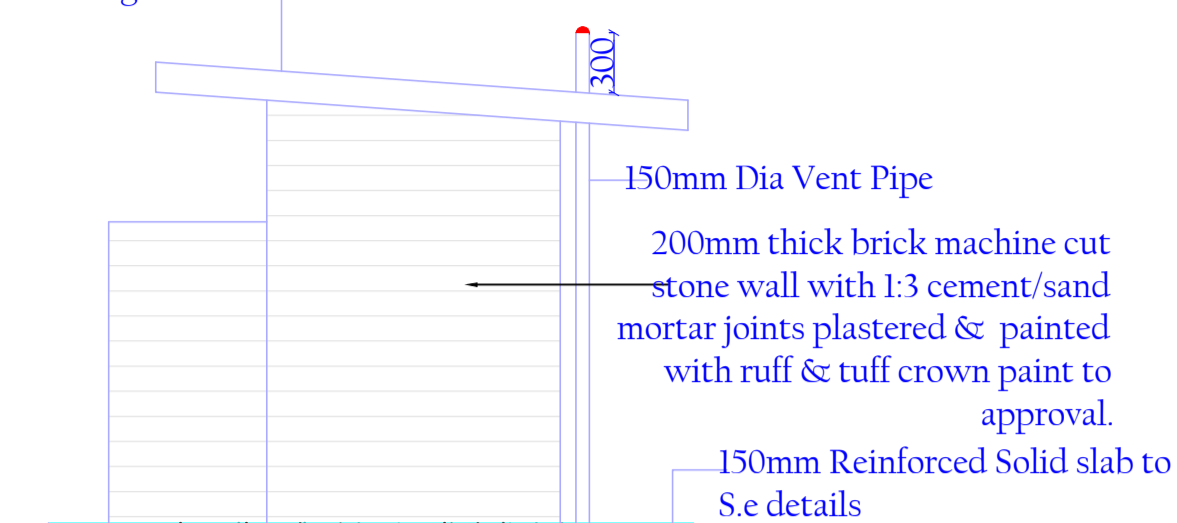 ,300,
150mm Dia Vent Pipe
200mm thick brick machine cut
stone wall with 1:3 cement/sand
mortar joints plastered & painted
with ruff & tuff crown paint to
approval.
150mm Reinforced Solid slab to
S.e details